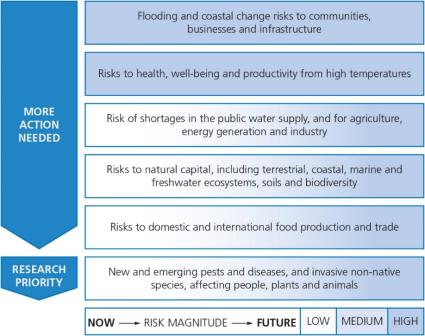 Flooding and coastal change risks to communities,
businesses and infrastructure
Risks to health, well-being and productivity from high temperatures
MORE
ACTION
NEEDED
Risk of shortages in the public water supply, and for agriculture,
energy generation and industry
Risks to natural capital, including terrestrial, coastal, marine and
freshwater ecosystems, soils and biodiversity
Risks to domestic and international food production and trade
RESEARCH
PRIORITY
New and emerging pests and diseases, and invasive non-native
species, affecting people, plants and animals
NOW → RISK MAGNITUDE → FUTURE LOW MEDIUM HIGH